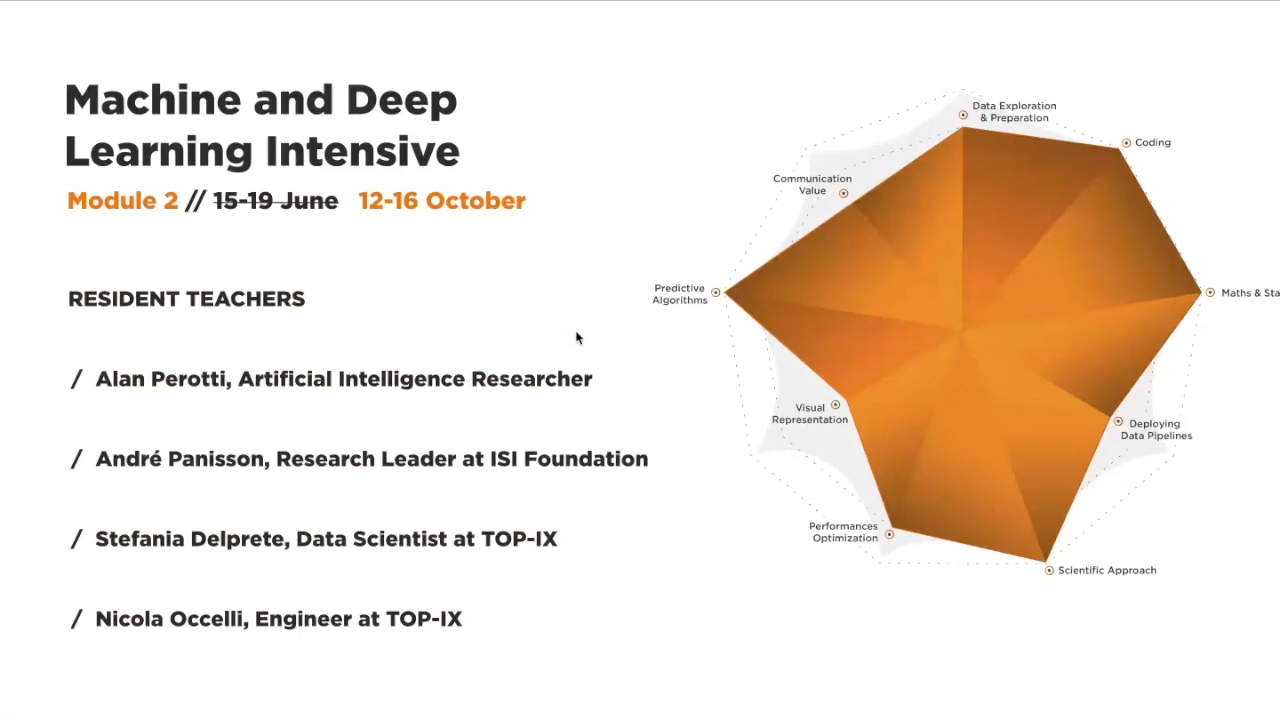 Machine and Deep
Learning Intensive
Module 2 // 15-19 June 12-16 October
RESIDENT TEACHERS
/ Alan Perotti, Artificial Intelligence Researcher
/ André Panisson, Research Leader at ISI Foundation
/ Stefania Delprete, Data Scientist at TOP-IX
/ Nicola Occelli, Engineer at TOP-IX
Data Exploration
& Preparation
Coding
Communication
Value
Predictive
Algorithms
Maths &
Visual
Representation
Deploying
Data Pipelines
Performances
Optimization
Scientific Approach